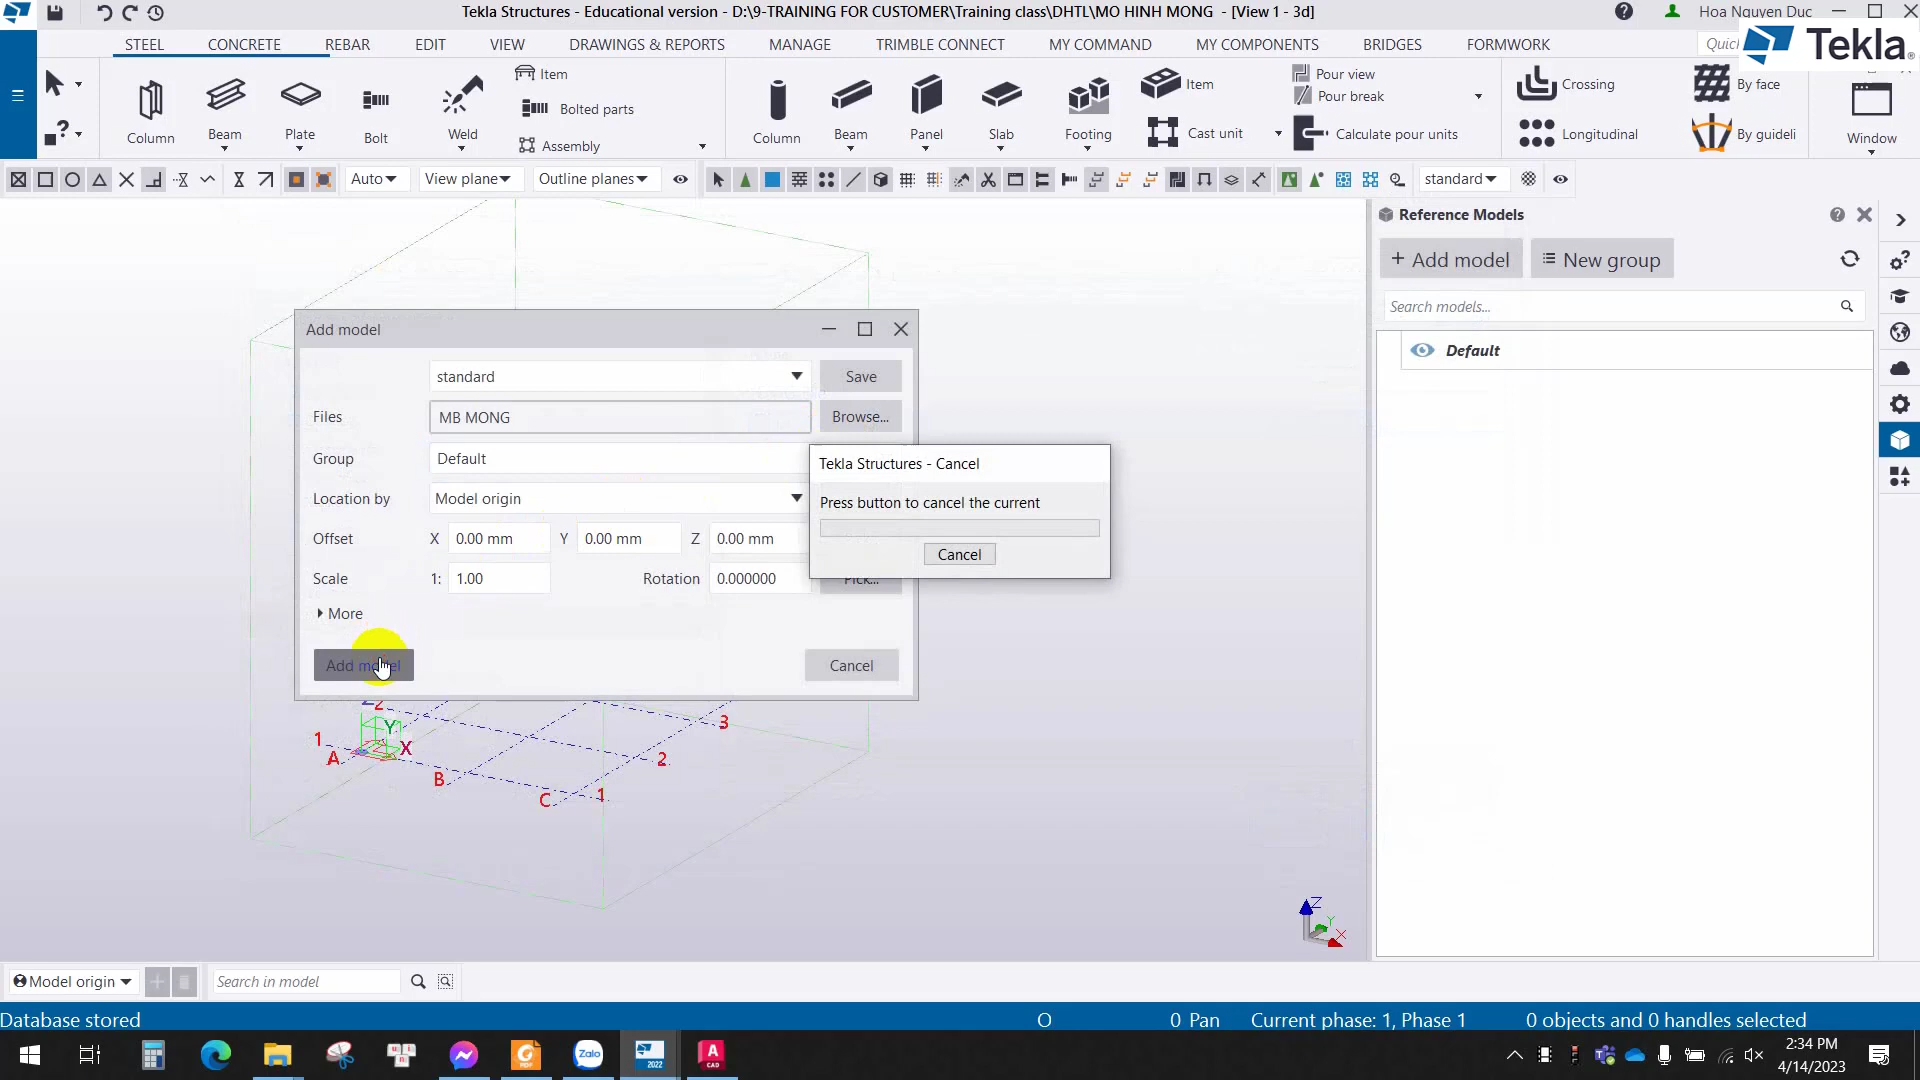 Tekla Structures - Educational version - D:\9-TRAINING FOR CUSTOMER\Training class\DHTL\MO HINH MONG - [View 1 - 3d]
Hoa Nguyen Duc
STEEL CONCRETE REBAR EDIT VIEW DRAWINGS & REPORTS MANAGE TRIMBLE CONNECT MY COMMAND MY COMPONENTS BRIDGES FORMWORK
Quic
Tekla
Column Beam Plate Bolt Weld
Item
Bolted parts
Assembly
Column Beam Panel Slab Footing
Item
Cast unit
Pour view
Pour break
Calculate pour units
Crossing
Longitudinal
By face
By guideli
Window
Auto View plane Outline planes standard
Reference Models
Add model New group
Search models...
Default
Add model
standard Save
Files MB MONG Browse...
Group Default
Location by Model origin
Offset X 0.00 mm Y 0.00 mm Z 0.00 mm
Scale 1: 1.00 Rotation 0.000000 Pick...
More
Add model Cancel
Tekla Structures - Cancel
Press button to cancel the current
Cancel
Z 2
1 Y
A X
B
C 1
2
3
Z
Y
X
Model origin Search in model
Database stored O 0 Pan Current phase: 1, Phase 1 0 objects and 0 handles selected
Zalo
2022
A
CAD
2:34 PM
4/14/2023